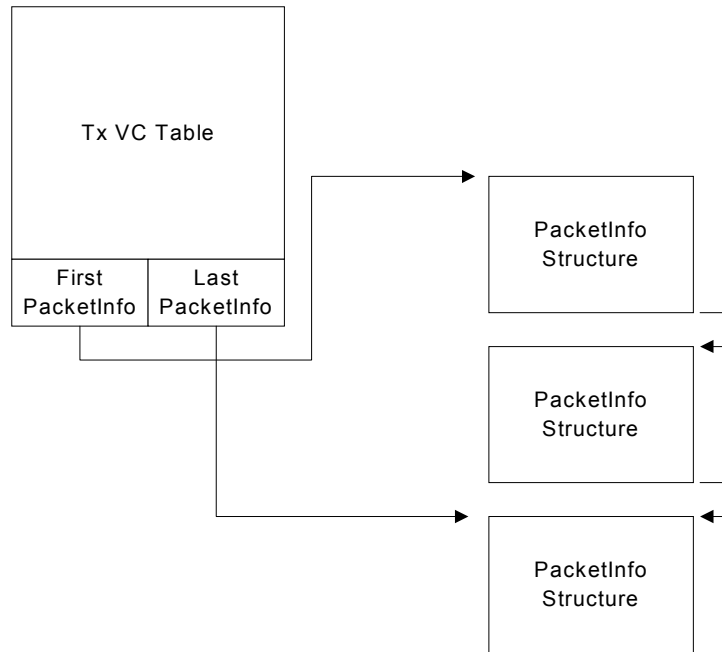 Tx VC Table
First
PacketInfo
Last
PacketInfo
PacketInfo
Structure
PacketInfo
Structure
PacketInfo
Structure